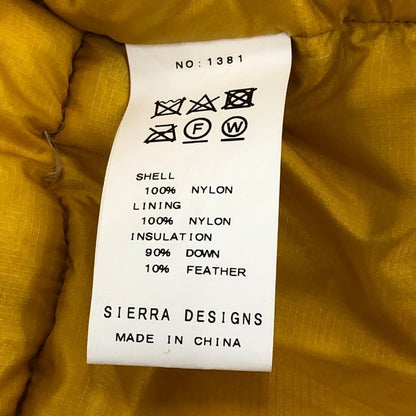 NO: 1381
F W
SHELL
100% NYLON
LINING
100% NYLON
INSULATION
90% DOWN
10% FEATHER
SIERRA DESIGNS
MADE IN CHINA